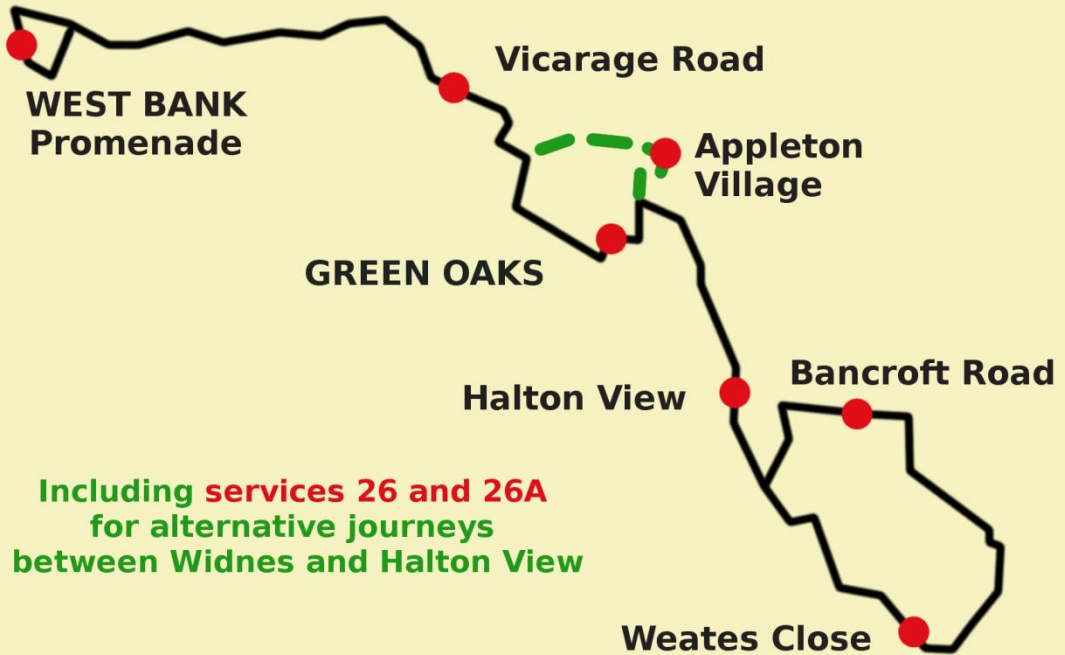 Vicarage Road
WEST BANK
Promenade
Appleton
Village
GREEN OAKS
Bancroft Road
Halton View
Including services 26 and 26A
for alternative journeys
between Widnes and Halton View
Weates Close